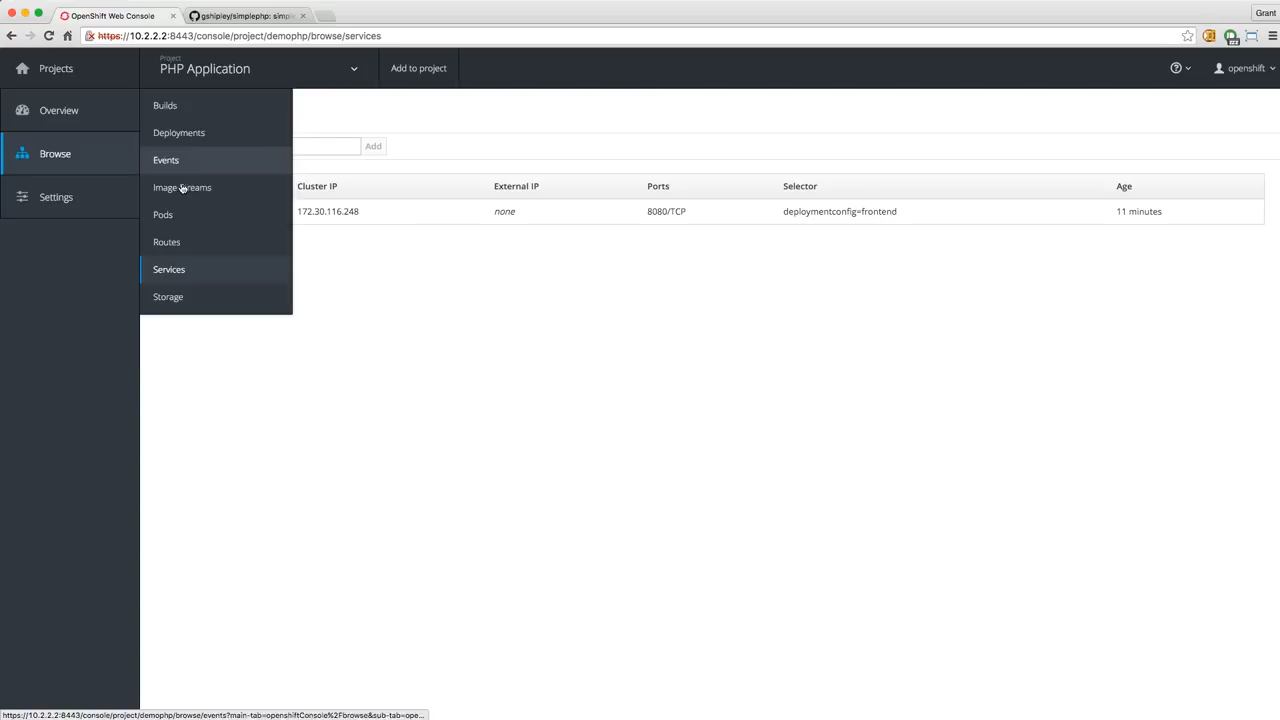 OpenShift Web Console
gshipley/simplephp: simple
Grant
https://10.2.2.2:8443/console/project/demophp/browse/services
Projects
Project
PHP Application
Add to project
openshift
Overview
Browse
Settings
Builds
Deployments
Events
Image Streams
Pods
Routes
Services
Storage
Add
Cluster IP
External IP
Ports
Selector
Age
172.30.116.248
none
8080/TCP
deploymentconfig=frontend
11 minutes
https://10.2.2.2:8443/console/project/demophp/browse/events?main-tab=openshiftConsole%2Fbrowse&sub-tab=ope...